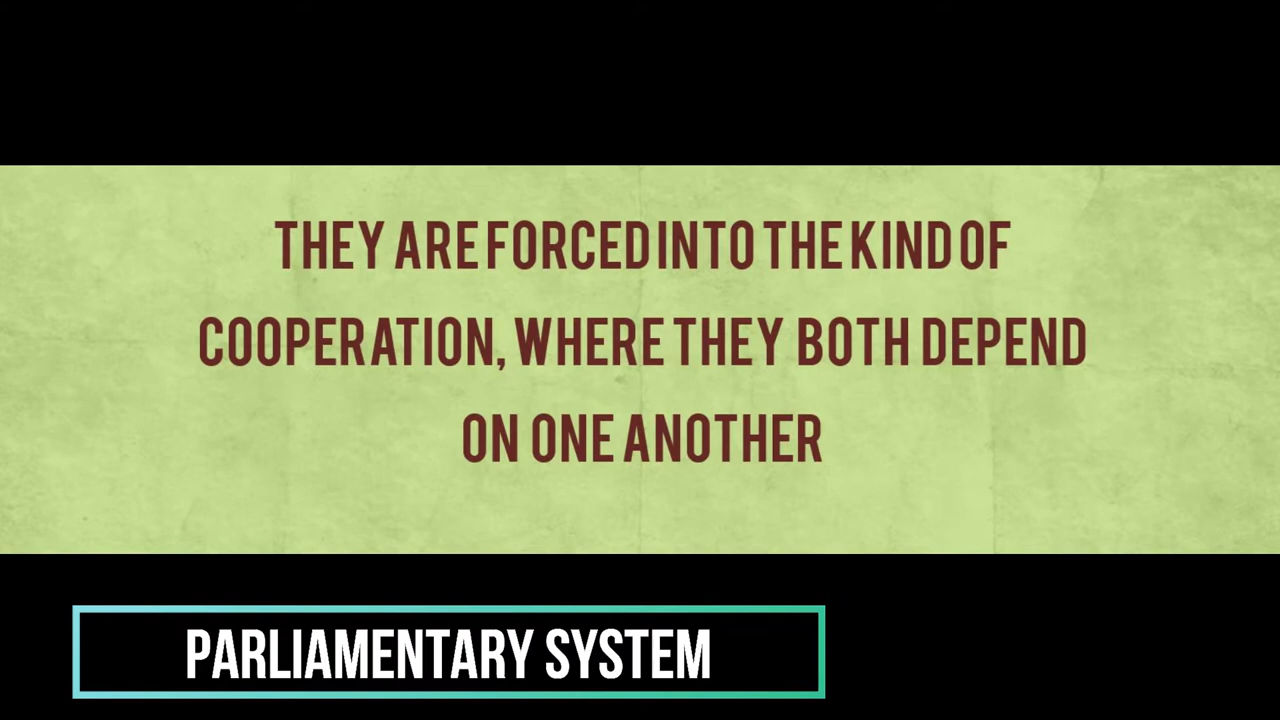 THEY ARE FORCED INTO THE KIND OF
COOPERATION, WHERE THEY BOTH DEPEND
ON ONE ANOTHER
PARLIAMENTARY SYSTEM